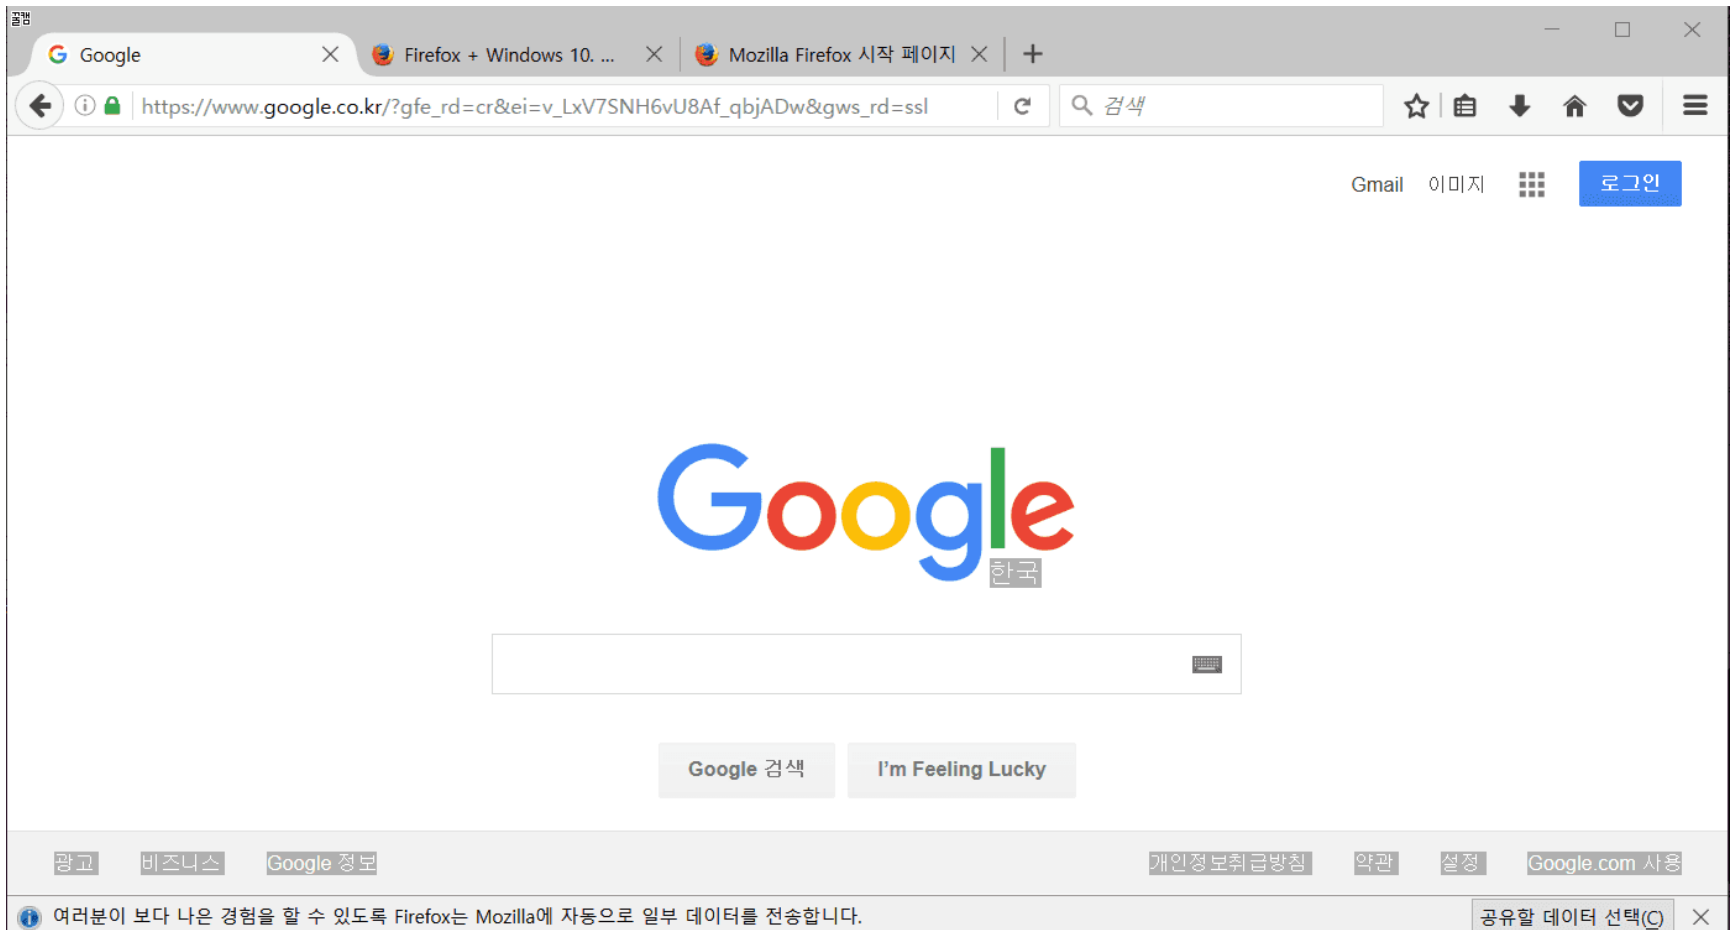 꿀캠
Google
Firefox + Windows 10. ...
Mozilla Firefox 시작 페이지
https://www.google.co.kr/?gfe_rd=cr&ei=v_LxV7SNH6vU8Af_qbjADw&gws_rd=ssl
검색
Gmail 이미지 로그인
Google
한국
Google 검색 I'm Feeling Lucky
광고 비즈니스 Google 정보 개인정보취급방침 약관 설정 Google.com 사용
여러분이 보다 나은 경험을 할 수 있도록 Firefox는 Mozilla에 자동으로 일부 데이터를 전송합니다. 공유할 데이터 선택(C)